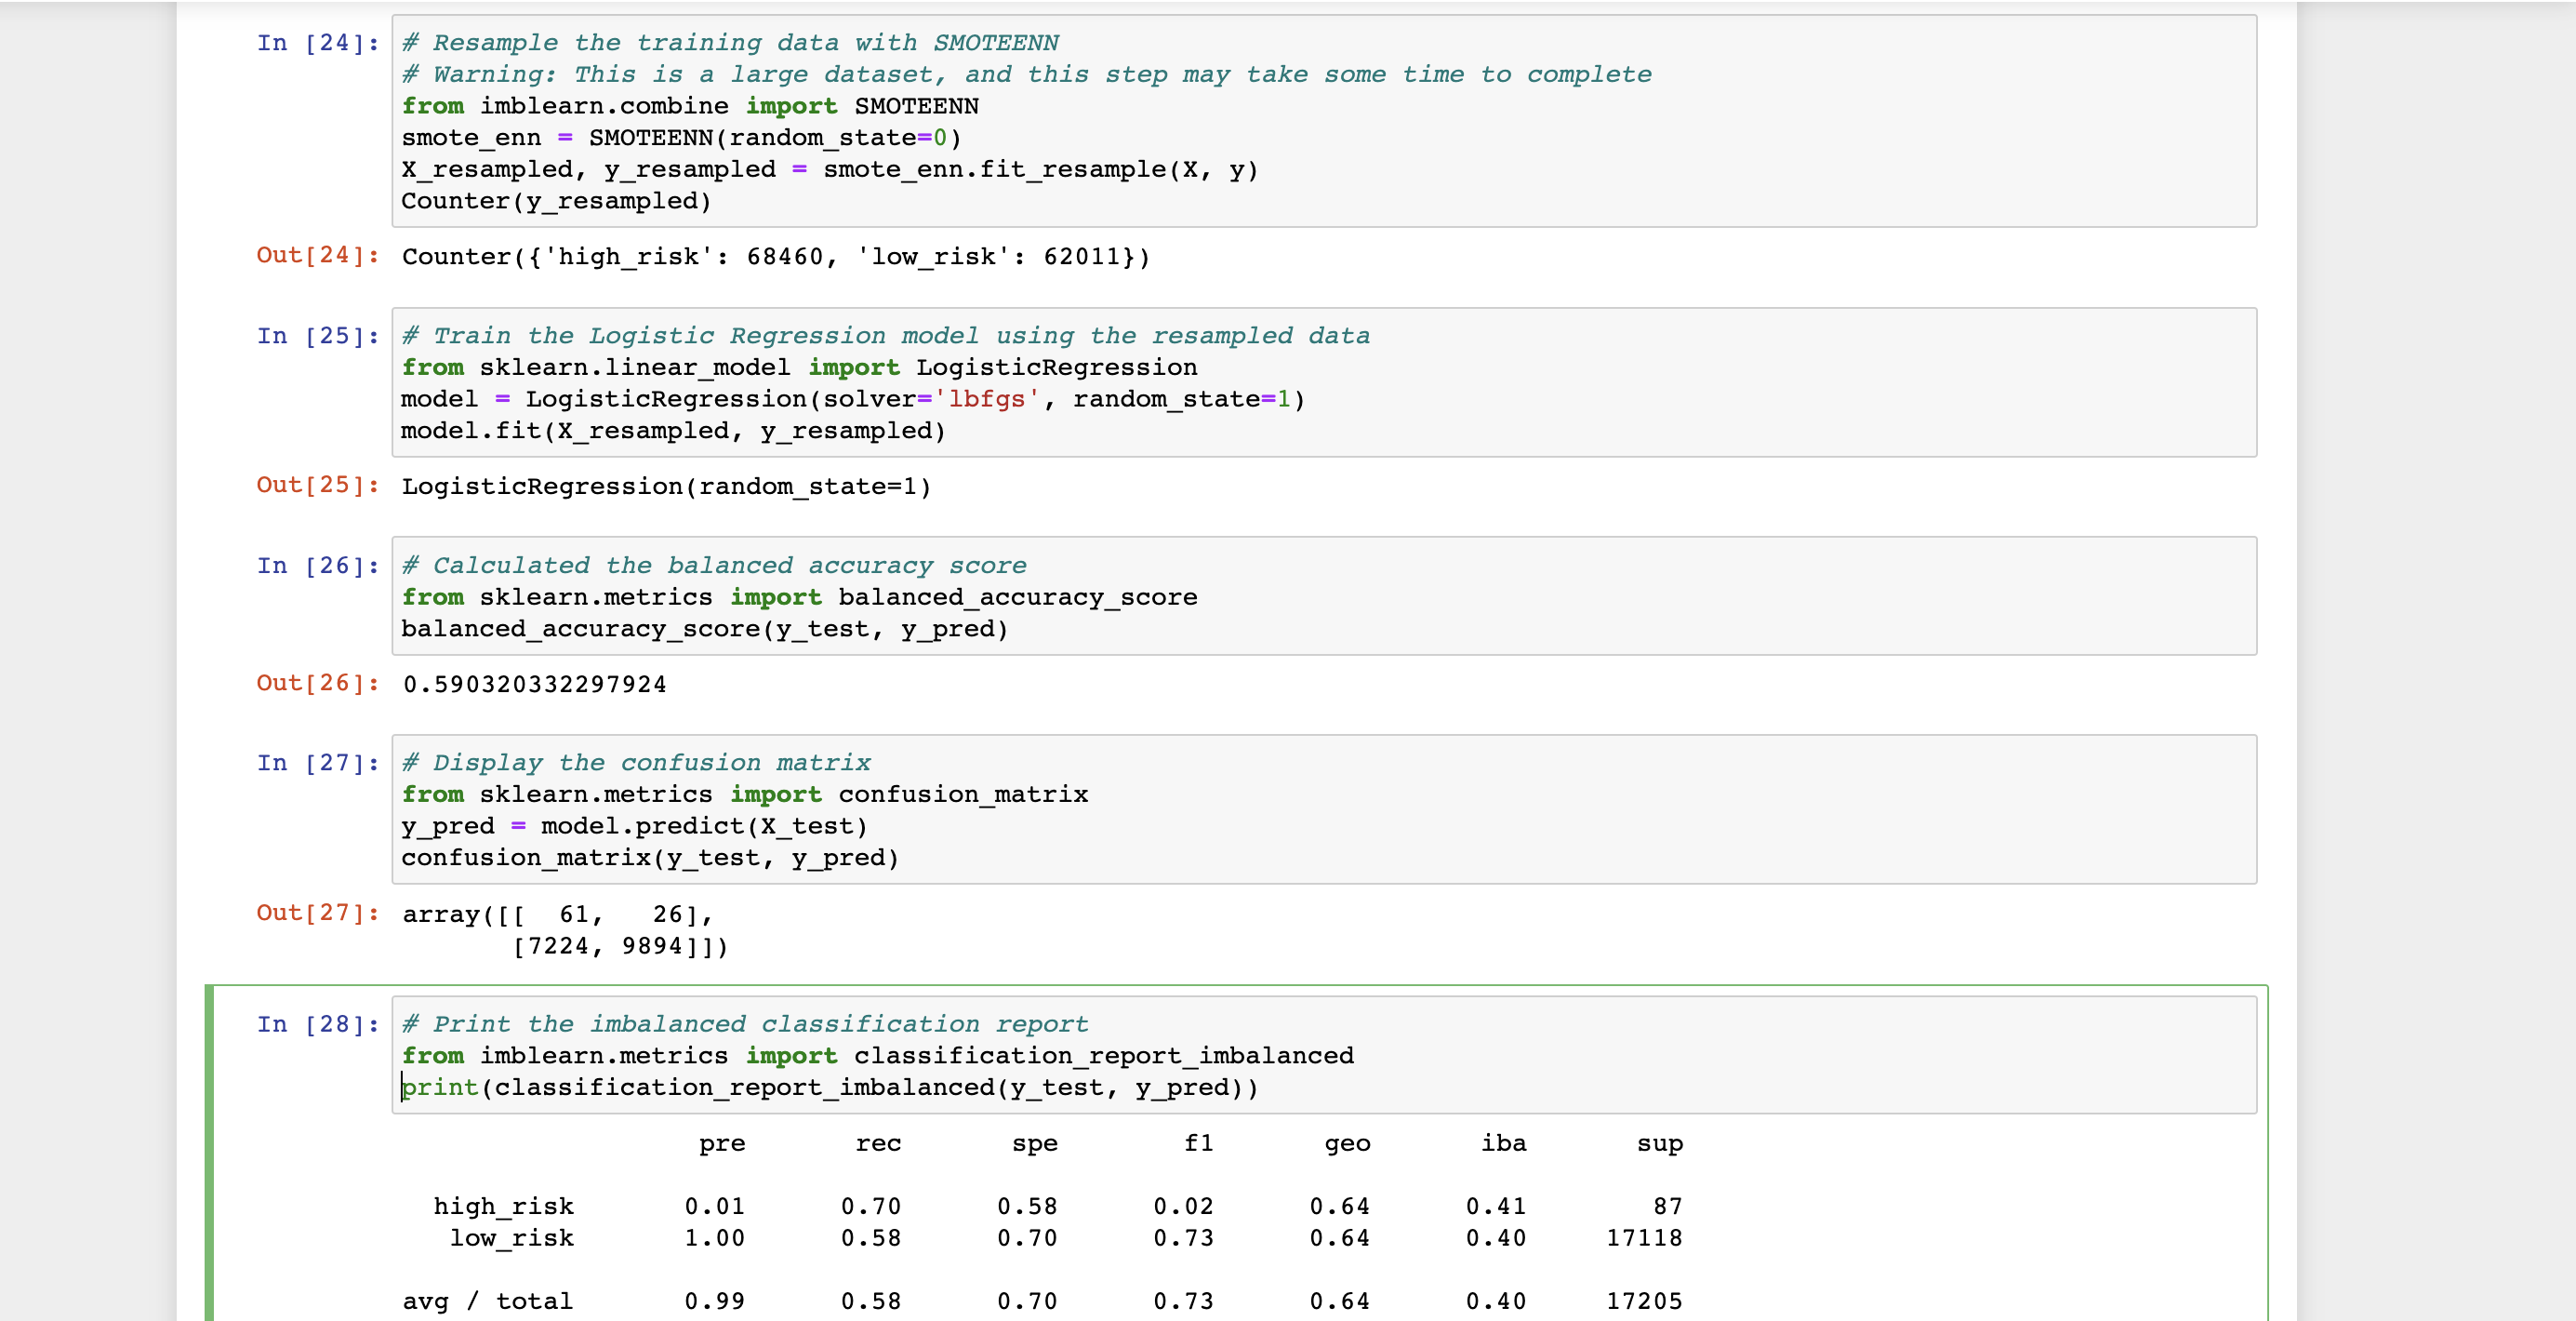 In [24]: # Resample the training data with SMOTEENN
# Warning: This is a large dataset, and this step may take some time to complete
from imblearn.combine import SMOTEENN
smote_enn = SMOTEENN(random_state=0)
X_resampled, y_resampled = smote_enn.fit_resample(X, y)
Counter(y_resampled)
Out[24]: Counter({'high_risk': 68460, 'low_risk': 62011})
In [25]: # Train the Logistic Regression model using the resampled data
from sklearn.linear_model import LogisticRegression
model = LogisticRegression(solver='lbfgs', random_state=1)
model.fit(X_resampled, y_resampled)
Out[25]: LogisticRegression(random_state=1)
In [26]: # Calculated the balanced accuracy score
from sklearn.metrics import balanced_accuracy_score
balanced_accuracy_score(y_test, y_pred)
Out[26]: 0.590320332297924
In [27]: # Display the confusion matrix
from sklearn.metrics import confusion_matrix
y_pred = model.predict(X_test)
confusion_matrix(y_test, y_pred)
Out[27]: array([[  61,   26],
       [7224, 9894]])
In [28]: # Print the imbalanced classification report
from imblearn.metrics import classification_report_imbalanced
print(classification_report_imbalanced(y_test, y_pred))
pre rec spe f1 geo iba sup
high_risk 0.01 0.70 0.58 0.02 0.64 0.41 87
low_risk 1.00 0.58 0.70 0.73 0.64 0.40 17118
avg / total 0.99 0.58 0.70 0.73 0.64 0.40 17205